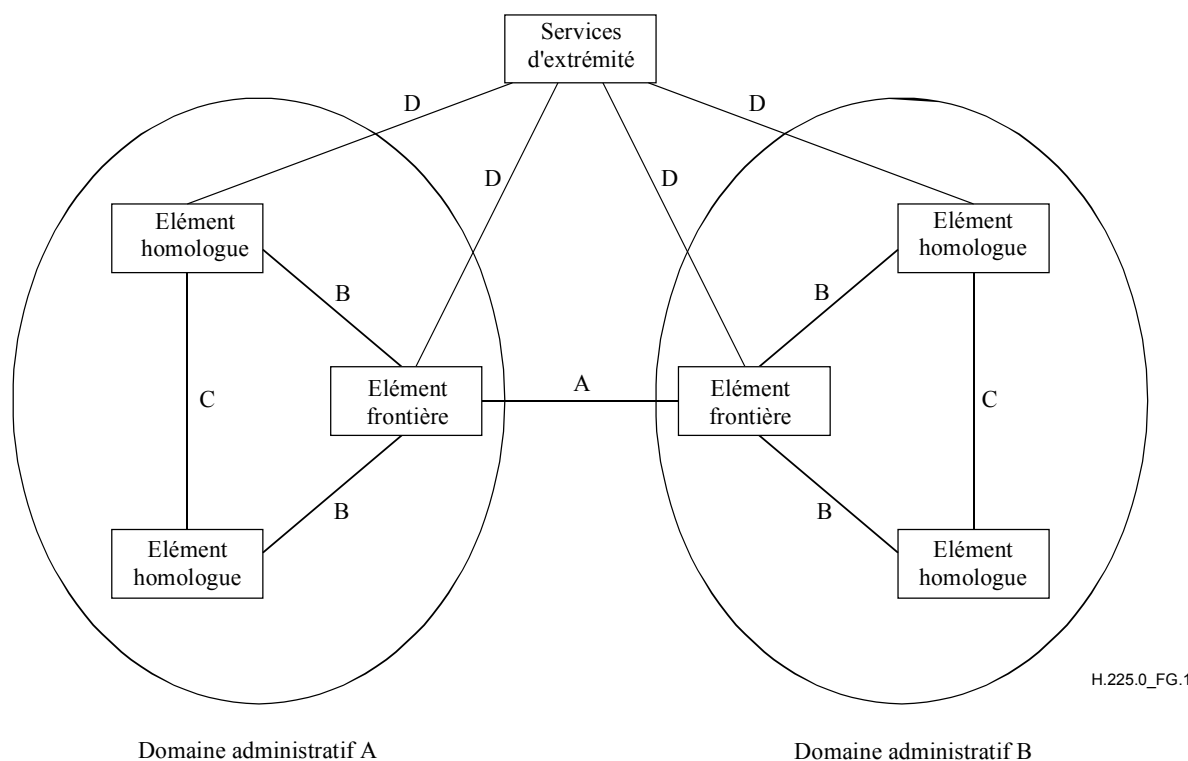 Services
d'extrémité
D
D
D
D
Elément
homologue
Elément
homologue
B
B
Elément
frontière
A
Elément
frontière
C
C
B
B
Elément
homologue
Elément
homologue
H.225.0_FG.1
Domaine administratif A
Domaine administratif B